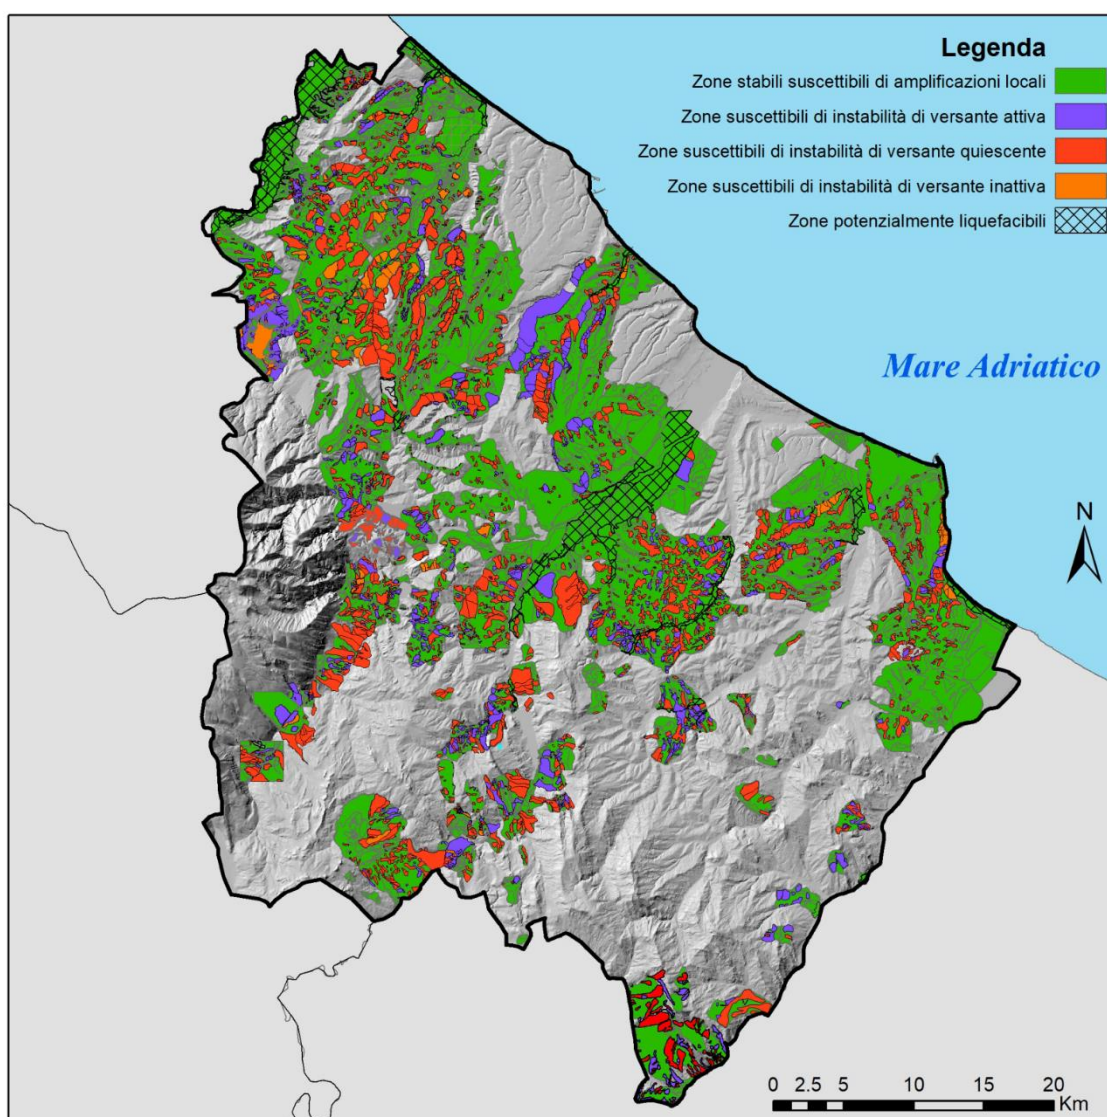 Legenda
Zone stabili suscettibili di amplificazioni locali
Zone suscettibili di instabilità di versante attiva
Zone suscettibili di instabilità di versante quiescente
Zone suscettibili di instabilità di versante inattiva
Zone potenzialmente liquefacibili
Mare Adriatico
N
0 2.5 5 10 15 20
Km